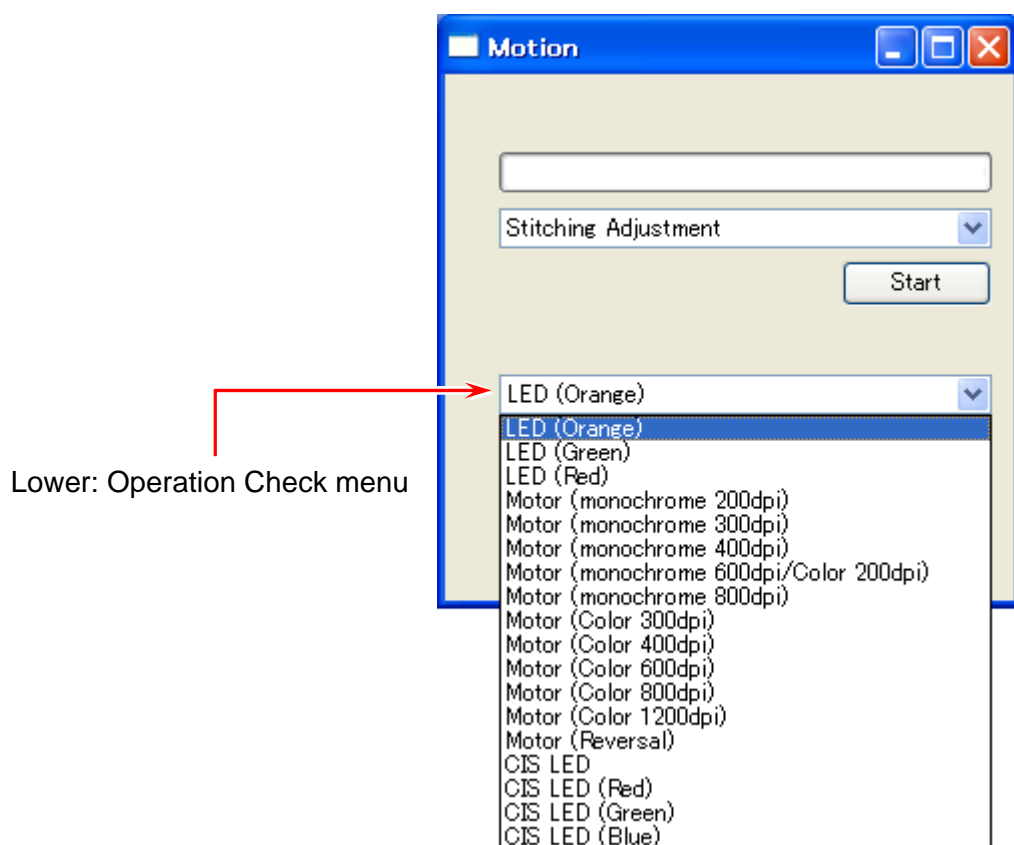 Motion
Stitching Adjustment
Start
LED (Orange)
LED (Orange)
LED (Green)
LED (Red)
Lower: Operation Check menu
Motor (monochrome 200dpi)
Motor (monochrome 300dpi)
Motor (monochrome 400dpi)
Motor (monochrome 600dpi/Color 200dpi)
Motor (monochrome 800dpi)
Motor (Color 300dpi)
Motor (Color 400dpi)
Motor (Color 600dpi)
Motor (Color 800dpi)
Motor (Color 1200dpi)
Motor (Reversal)
CIS LED
CIS LED (Red)
CIS LED (Green)
CIS LED (Blue)